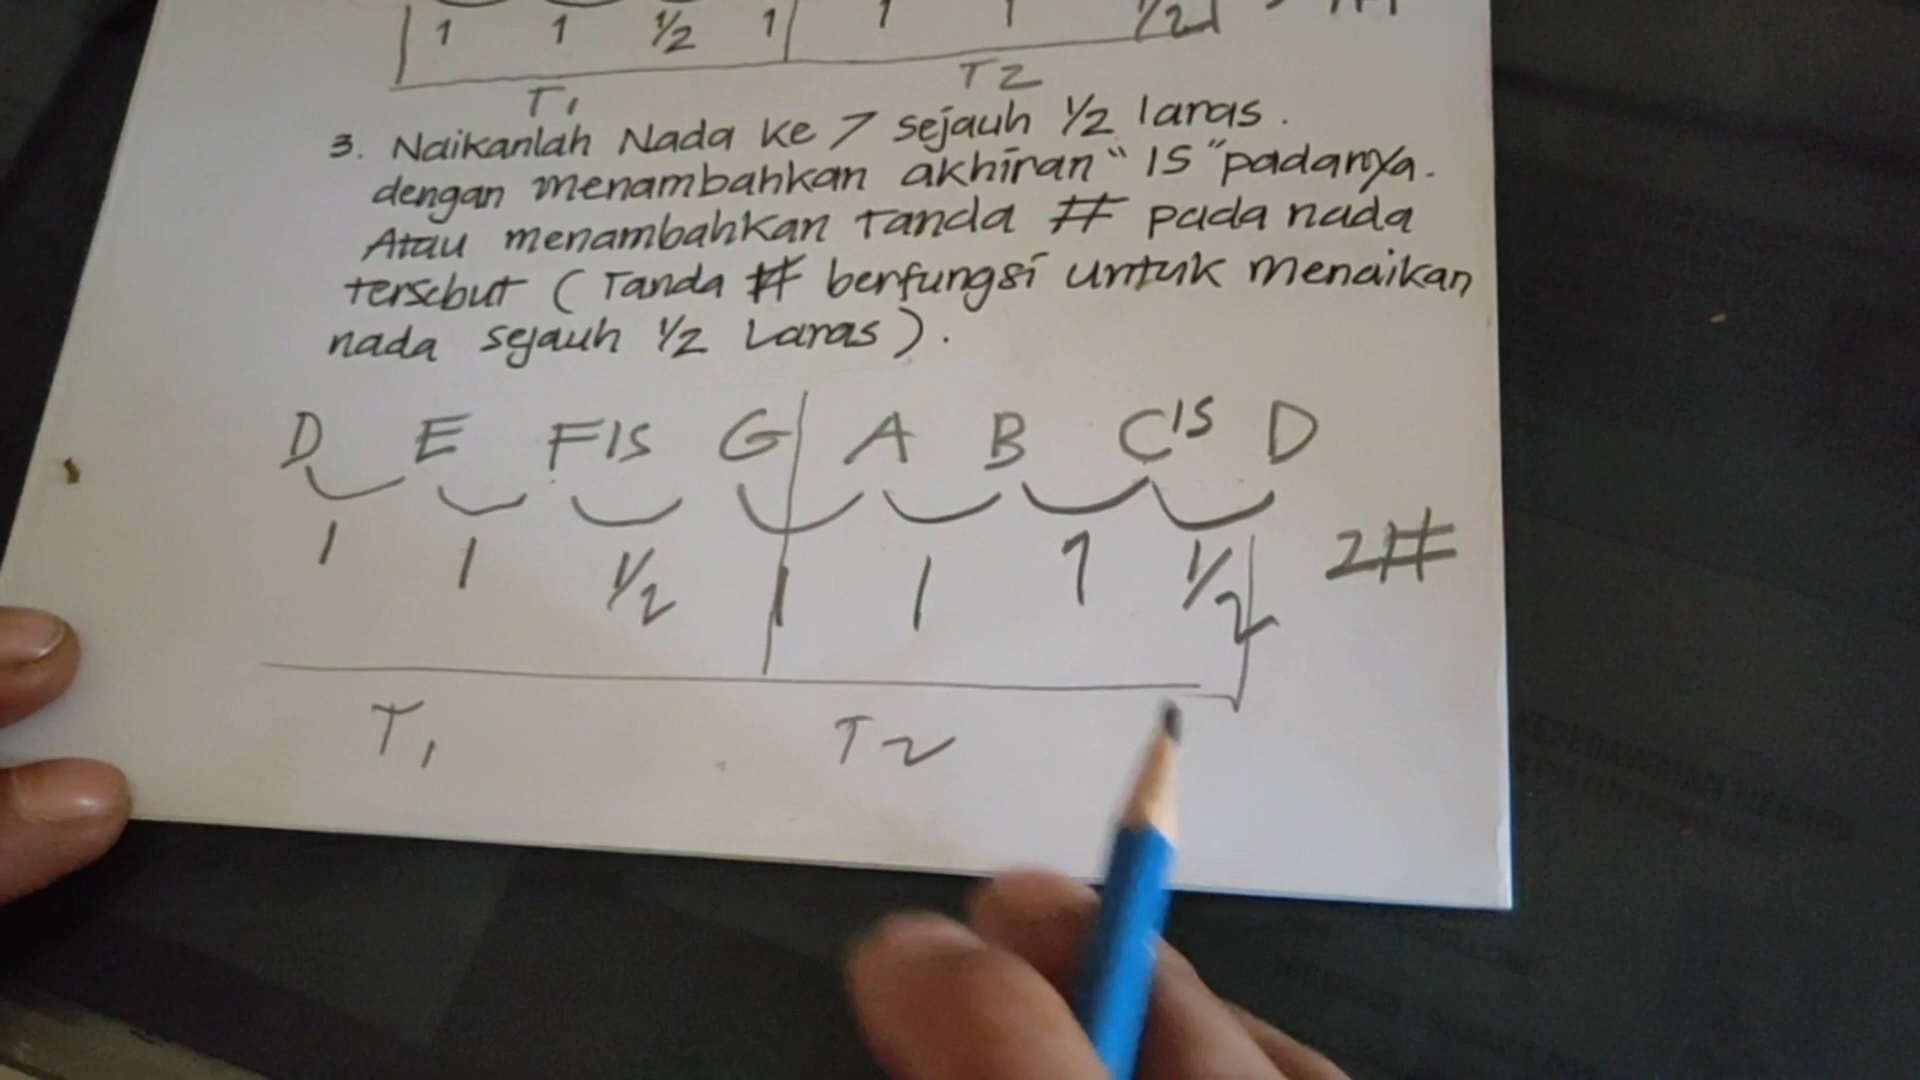 1 1 1/2 1 1 1 1/2
T1 T2
3. Naikanlah Nada ke 7 sejauh 1/2 laras.
dengan menambahkan akhiran "IS" padanya.
Atau menambahkan Tanda # pada nada
tersebut (Tanda # berfungsi untuk menaikan
nada sejauh 1/2 Laras).
D E FIS G A B CIS D
1 1 1/2 1 1 1 1/2 2#
T1 T2